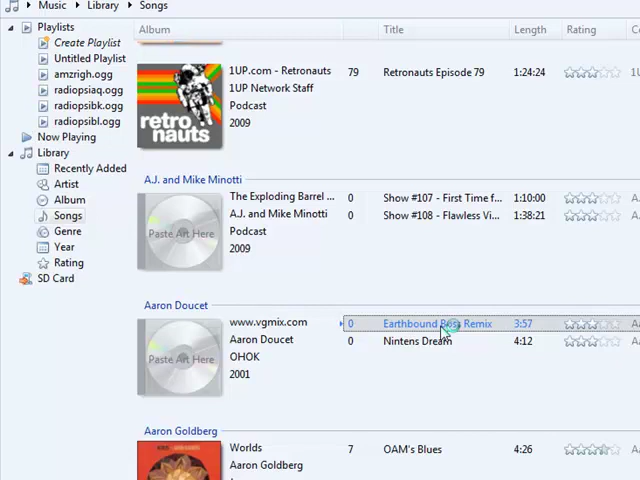 Music Library Songs
Album Title Length Rating
Playlists
Create Playlist
Untitled Playlist
amzrigh.ogg
radiopsiaq.ogg
radiopsibk.ogg
radiopsibl.ogg
Now Playing
Library
Recently Added
Artist
Album
Songs
Genre
Year
Rating
SD Card
retro
nauts
1UP.com - Retronauts 79 Retronauts Episode 79 1:24:24
1UP Network Staff
Podcast
2009
A.J. and Mike Minotti
Paste Art Here
The Exploding Barrel ... 0 Show #107 - First Time f... 1:10:00
A.J. and Mike Minotti 0 Show #108 - Flawless Vi... 1:38:21
Podcast
2009
Aaron Doucet
Paste Art Here
www.vgmix.com 0 Earthbound Boss Remix 3:57
Aaron Doucet 0 Nintens Dream 4:12
OHOK
2001
Aaron Goldberg
Worlds 7 OAM's Blues 4:26
Aaron Goldberg